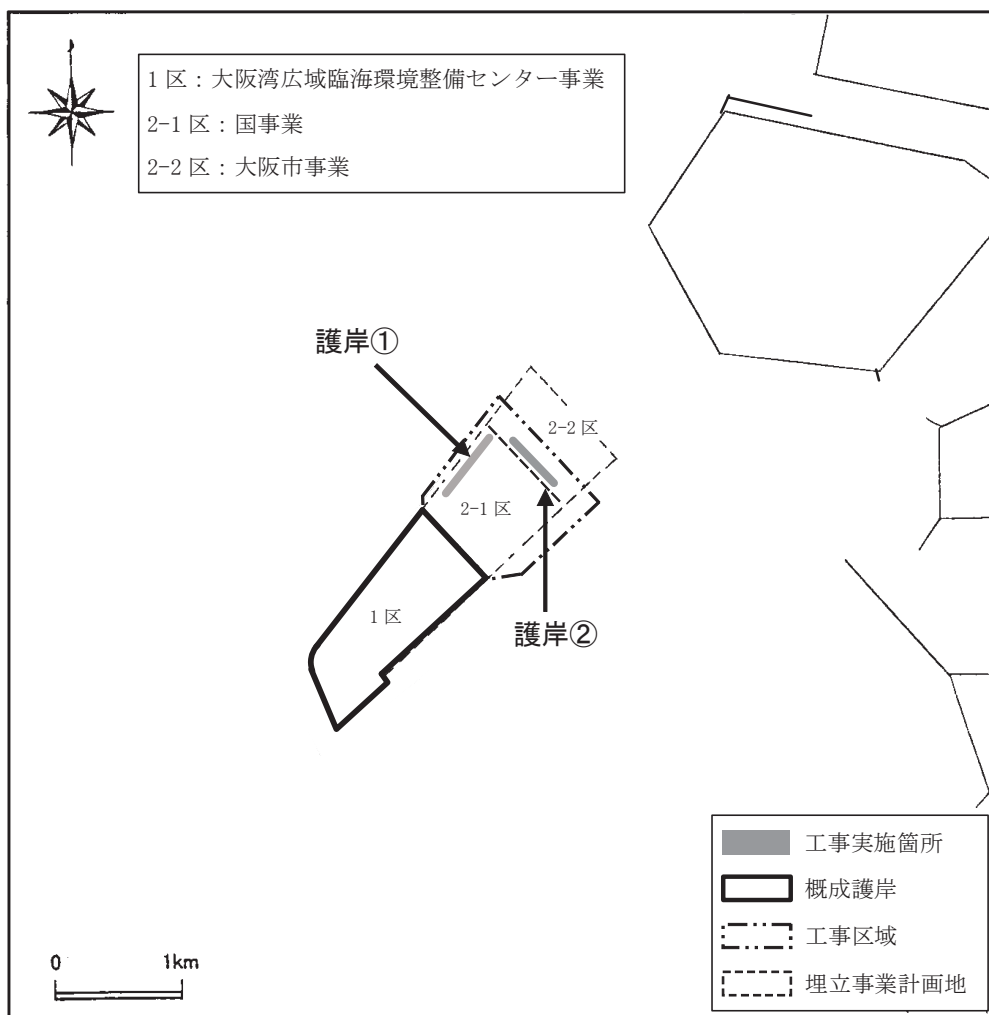 1 区：大阪湾広域臨海環境整備センター事業
2-1 区：国事業
2-2 区：大阪市事業
護岸①
2-2 区
2-1 区
1 区
護岸②
工事実施箇所
概成護岸
工事区域
埋立事業計画地
0 1km